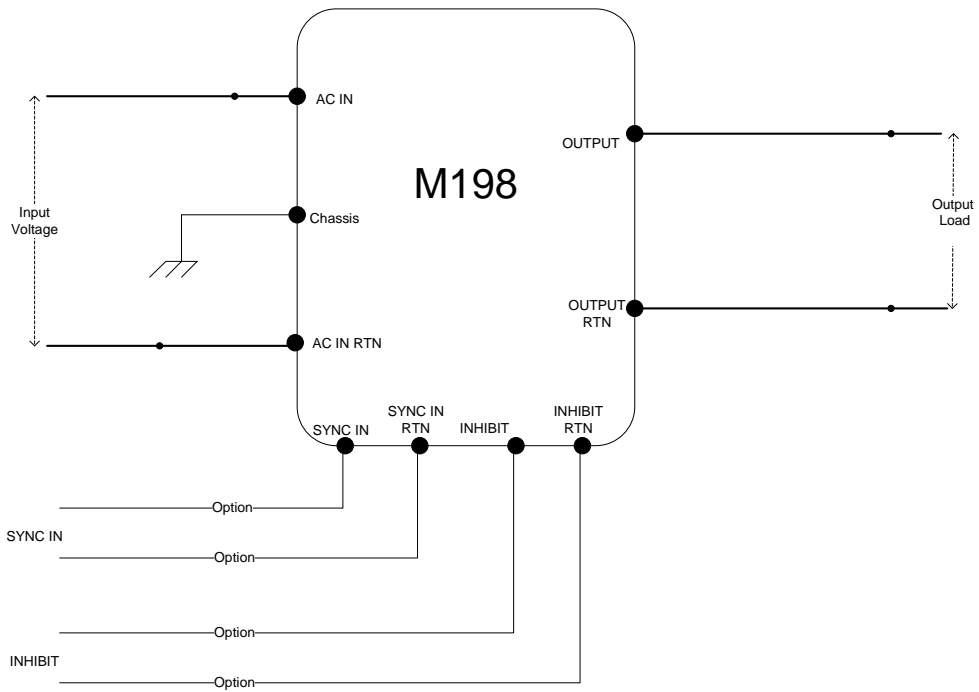 AC IN
OUTPUT
M198
Input
Voltage
Chassis
Output
Load
OUTPUT
RTN
AC IN RTN
SYNC IN
SYNC IN
RTN
INHIBIT
INHIBIT
RTN
Option
SYNC IN
Option
Option
INHIBIT
Option